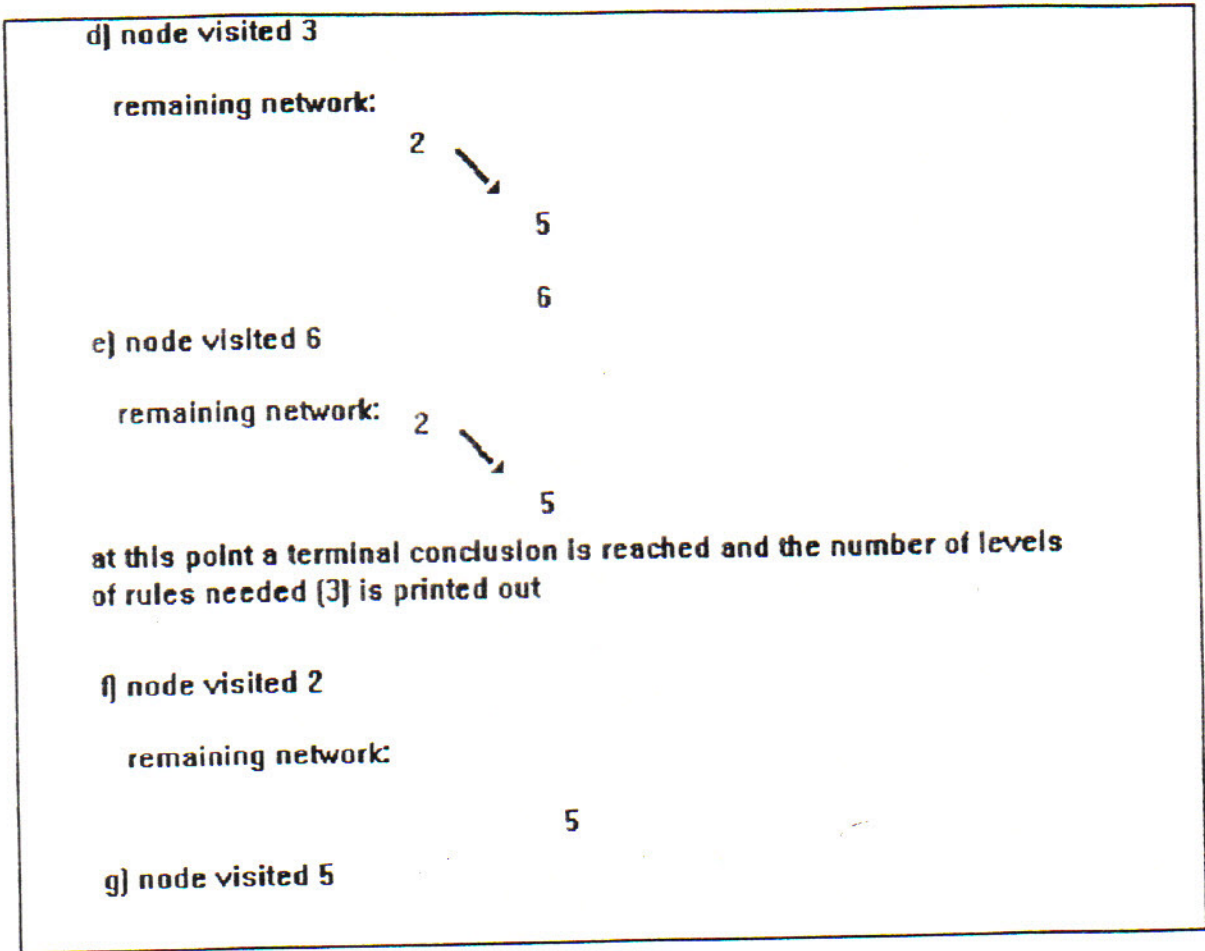 d) node visited 3
remaining network:
2
5
6
e) node visited 6
remaining network:
2
5
at this point a terminal conclusion is reached and the number of levels
of rules needed (3) is printed out
f) node visited 2
remaining network:
5
g) node visited 5